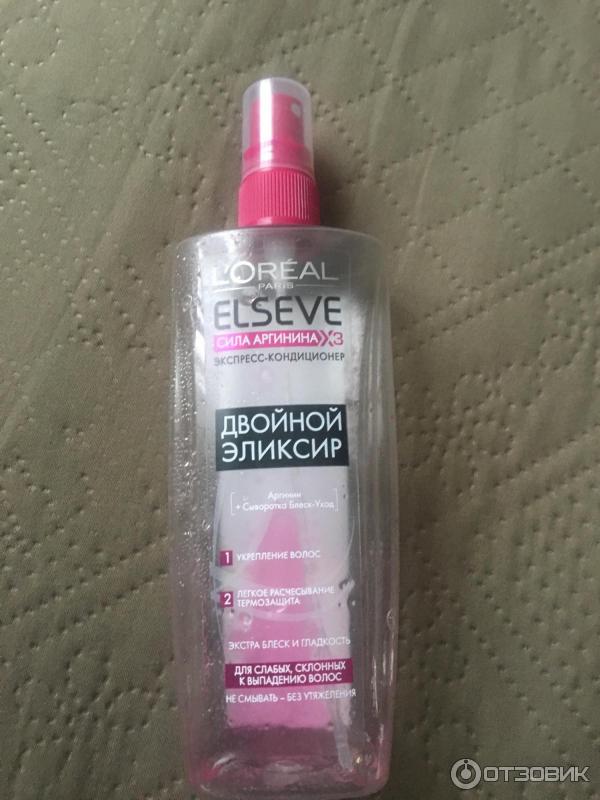 L'ORÉAL
PARIS
ELSEVE
СИЛА АРГИНИНА X3
ЭКСПРЕСС-КОНДИЦИОНЕР
ДВОЙНОЙ
ЭЛИКСИР
Аргинин
+ Сыворотка Блеск-Уход
1 УКРЕПЛЕНИЕ ВОЛОС
2 ЛЕГКОЕ РАСЧЕСЫВАНИЕ
ТЕРМОЗАЩИТА
ЭКСТРА БЛЕСК И ГЛАДКОСТЬ
ДЛЯ СЛАБЫХ, СКЛОННЫХ
К ВЫПАДЕНИЮ ВОЛОС
НЕ СМЫВАТЬ – БЕЗ УТЯЖЕЛЕНИЯ
ОТЗОВИК